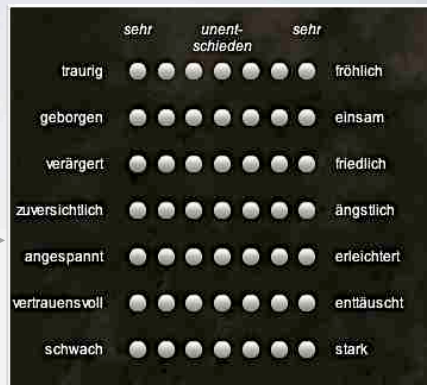 sehr unent- sehr
schieden
traurig fröhlich
geborgen einsam
verärgert friedlich
zuversichtlich ängstlich
angespannt erleichtert
vertrauensvoll enttäuscht
schwach stark